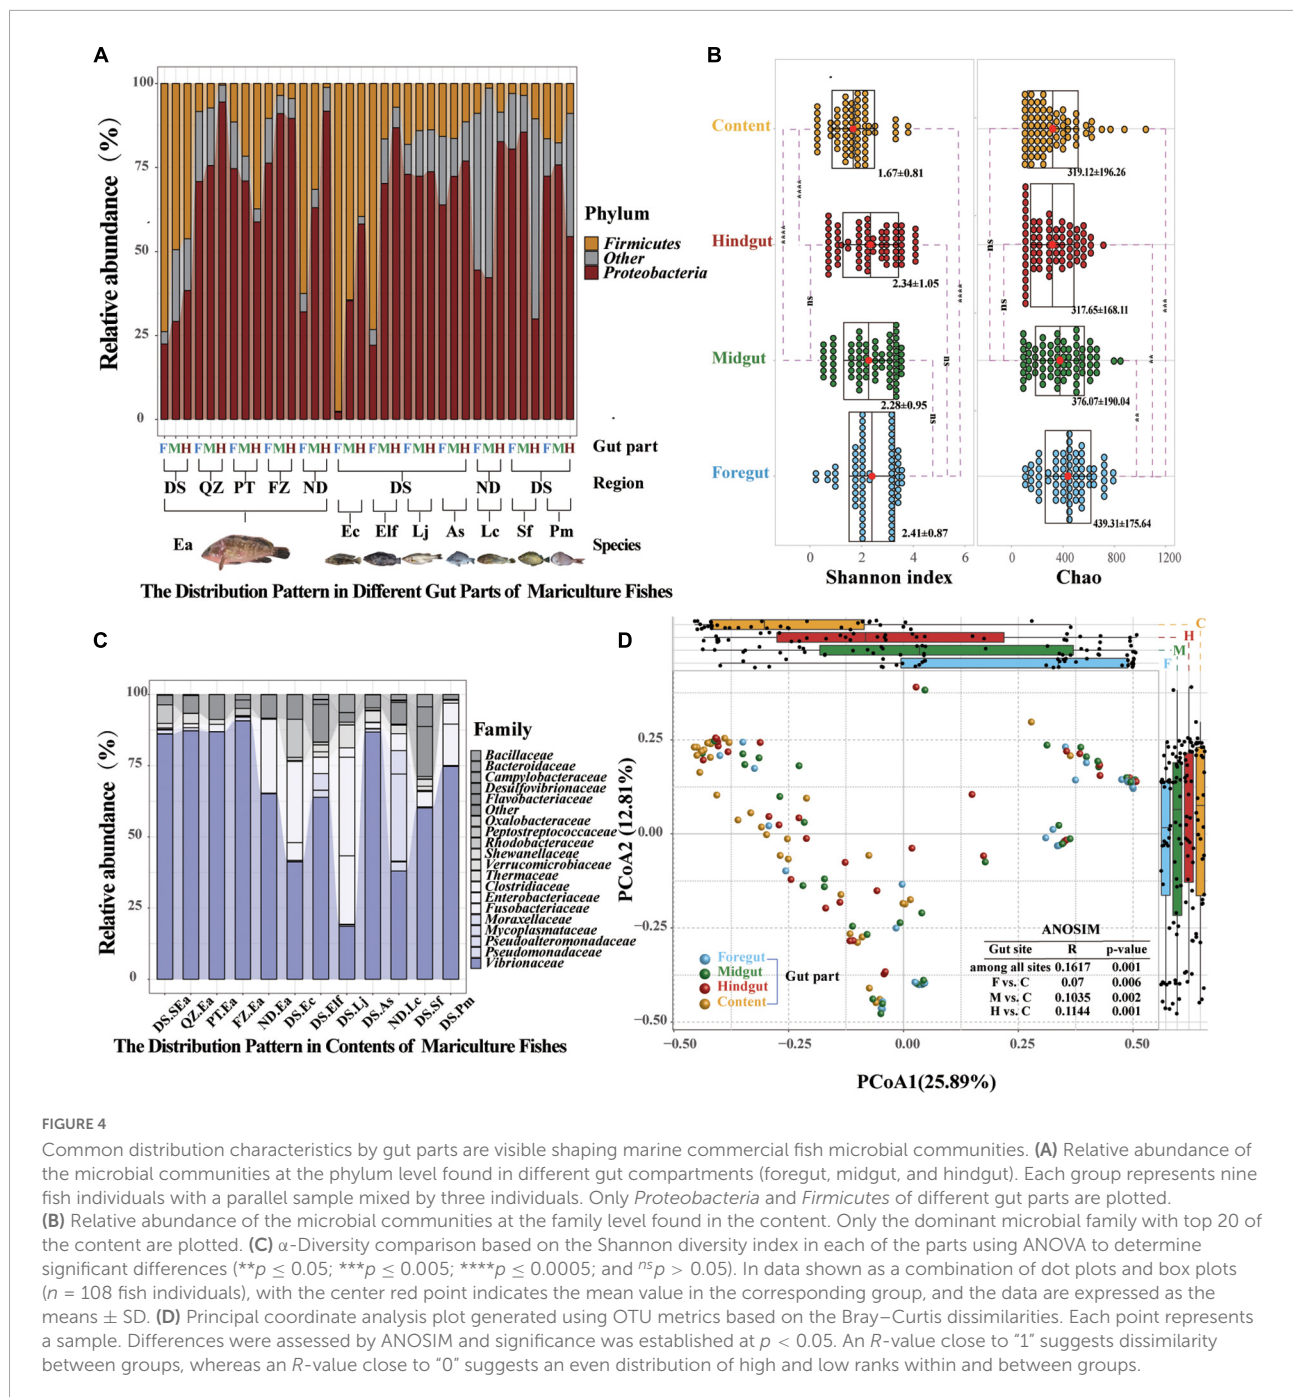 A
100
75
50
25
0
Relative abundance (%)
Phylum
Firmicutes
Other
Proteobacteria
F M H F M H F M H F M H F M H F M H F M H F M H F M H F M H F M H F M H
Gut part
DS QZ PT FZ ND DS ND DS
Region
Ec Elf Lj As Lc Sf Pm
Ea
Species
The Distribution Pattern in Different Gut Parts of Mariculture Fishes
B
Content
Hindgut
Midgut
Foregut
1.67±0.81
2.34±1.05
2.28±0.95
2.41±0.87
****
****
ns
ns
ns
****
0 2 4 6
Shannon index
319.12±196.26
317.65±168.11
376.07±190.04
439.31±175.64
ns
ns
**
**
***
0 400 800 1200
Chao
C
100
75
50
25
0
Relative abundance (%)
Family
Bacillaceae
Bacteroidaceae
Campylobacteraceae
Desulfovibrionaceae
Flavobacteriaceae
Other
Oxalobacteraceae
Peptostreptococcaceae
Rhodobacteraceae
Shewanellaceae
Verrucomicrobiaceae
Thermaceae
Clostridiaceae
Enterobacteriaceae
Fusobacteriaceae
Moraxellaceae
Mycoplasmataceae
Pseudoalteromonadaceae
Pseudomonadaceae
Vibrionaceae
DS.SEa QZ.Ea PT.Ea FZ.Ea ND.Ea DS.Ec DS.Elf DS.Lj DS.As ND.Lc DS.Sf DS.Pm
The Distribution Pattern in Contents of Mariculture Fishes
D
C
H
M
F
0.25
0.00
−0.25
−0.50
PCoA2 (12.81%)
Foregut
Midgut
Hindgut
Content
Gut part
ANOSIM
Gut site R p-value
among all sites 0.1617 0.001
F vs. C 0.07 0.006
M vs. C 0.1035 0.002
H vs. C 0.1144 0.001
−0.50 −0.25 0.00 0.25 0.50
PCoA1(25.89%)
FIGURE 4
Common distribution characteristics by gut parts are visible shaping marine commercial fish microbial communities. (A) Relative abundance of
the microbial communities at the phylum level found in different gut compartments (foregut, midgut, and hindgut). Each group represents nine
fish individuals with a parallel sample mixed by three individuals. Only Proteobacteria and Firmicutes of different gut parts are plotted.
(B) Relative abundance of the microbial communities at the family level found in the content. Only the dominant microbial family with top 20 of
the content are plotted. (C) α-Diversity comparison based on the Shannon diversity index in each of the parts using ANOVA to determine
significant differences (**p ≤ 0.05; ***p ≤ 0.005; ****p ≤ 0.0005; and nsp > 0.05). In data shown as a combination of dot plots and box plots
(n = 108 fish individuals), with the center red point indicates the mean value in the corresponding group, and the data are expressed as the
means ± SD. (D) Principal coordinate analysis plot generated using OTU metrics based on the Bray–Curtis dissimilarities. Each point represents
a sample. Differences were assessed by ANOSIM and significance was established at p < 0.05. An R-value close to "1" suggests dissimilarity
between groups, whereas an R-value close to "0" suggests an even distribution of high and low ranks within and between groups.